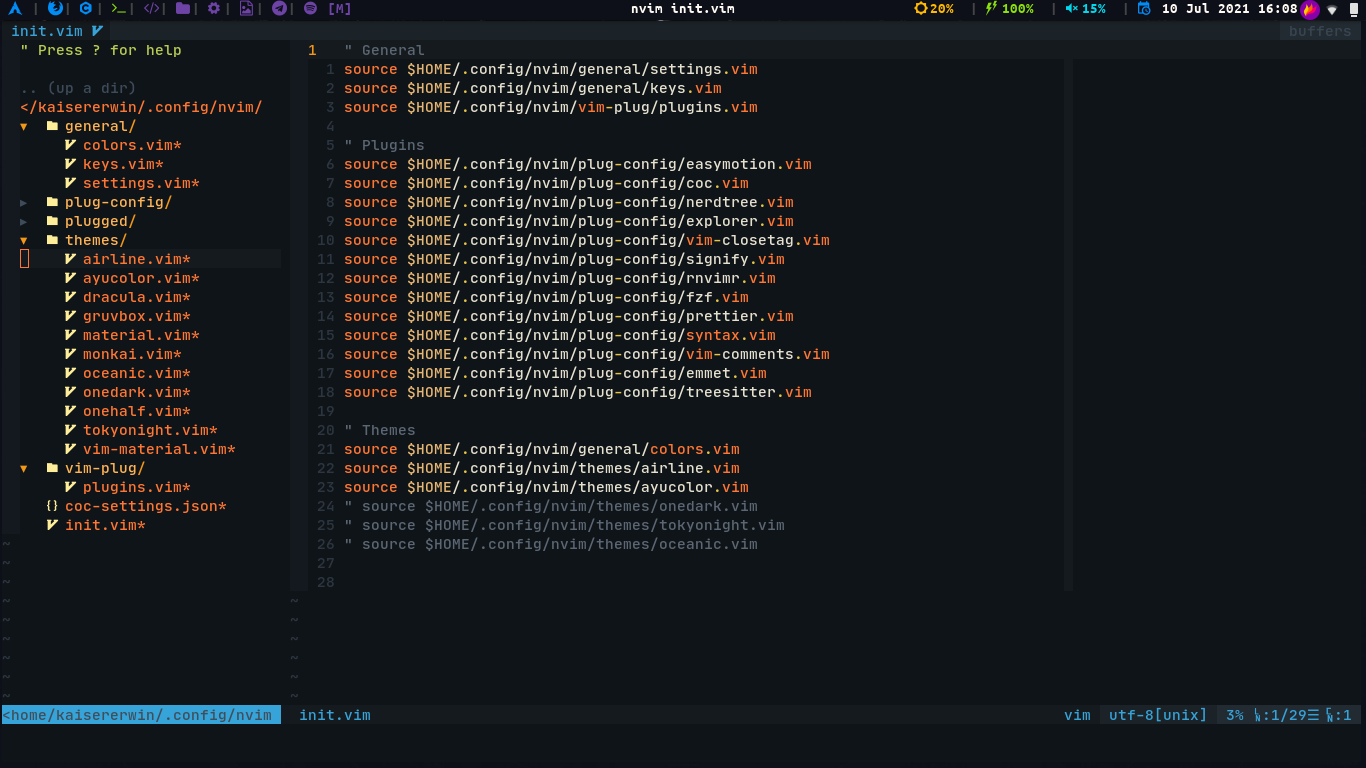 >_ </> [M] nvim init.vim 20% | 100% | 15% | 10 Jul 2021 16:08
init.vim
buffers
" Press ? for help
.. (up a dir)
</kaisererwin/.config/nvim/
▾ general/
colors.vim*
keys.vim*
settings.vim*
▸ plug-config/
▸ plugged/
▾ themes/
airline.vim*
ayucolor.vim*
dracula.vim*
gruvbox.vim*
material.vim*
monkai.vim*
oceanic.vim*
onedark.vim*
onehalf.vim*
tokyonight.vim*
vim-material.vim*
▾ vim-plug/
plugins.vim*
{} coc-settings.json*
init.vim*
1 " General
1 source $HOME/.config/nvim/general/settings.vim
2 source $HOME/.config/nvim/general/keys.vim
3 source $HOME/.config/nvim/vim-plug/plugins.vim
4
5 " Plugins
6 source $HOME/.config/nvim/plug-config/easymotion.vim
7 source $HOME/.config/nvim/plug-config/coc.vim
8 source $HOME/.config/nvim/plug-config/nerdtree.vim
9 source $HOME/.config/nvim/plug-config/explorer.vim
10 source $HOME/.config/nvim/plug-config/vim-closetag.vim
11 source $HOME/.config/nvim/plug-config/signify.vim
12 source $HOME/.config/nvim/plug-config/rnvimr.vim
13 source $HOME/.config/nvim/plug-config/fzf.vim
14 source $HOME/.config/nvim/plug-config/prettier.vim
15 source $HOME/.config/nvim/plug-config/syntax.vim
16 source $HOME/.config/nvim/plug-config/vim-comments.vim
17 source $HOME/.config/nvim/plug-config/emmet.vim
18 source $HOME/.config/nvim/plug-config/treesitter.vim
19
20 " Themes
21 source $HOME/.config/nvim/general/colors.vim
22 source $HOME/.config/nvim/themes/airline.vim
23 source $HOME/.config/nvim/themes/ayucolor.vim
24 " source $HOME/.config/nvim/themes/onedark.vim
25 " source $HOME/.config/nvim/themes/tokyonight.vim
26 " source $HOME/.config/nvim/themes/oceanic.vim
27
28
<home/kaisererwin/.config/nvim init.vim vim utf-8[unix] 3% ㏑:1/29☰ ℅:1